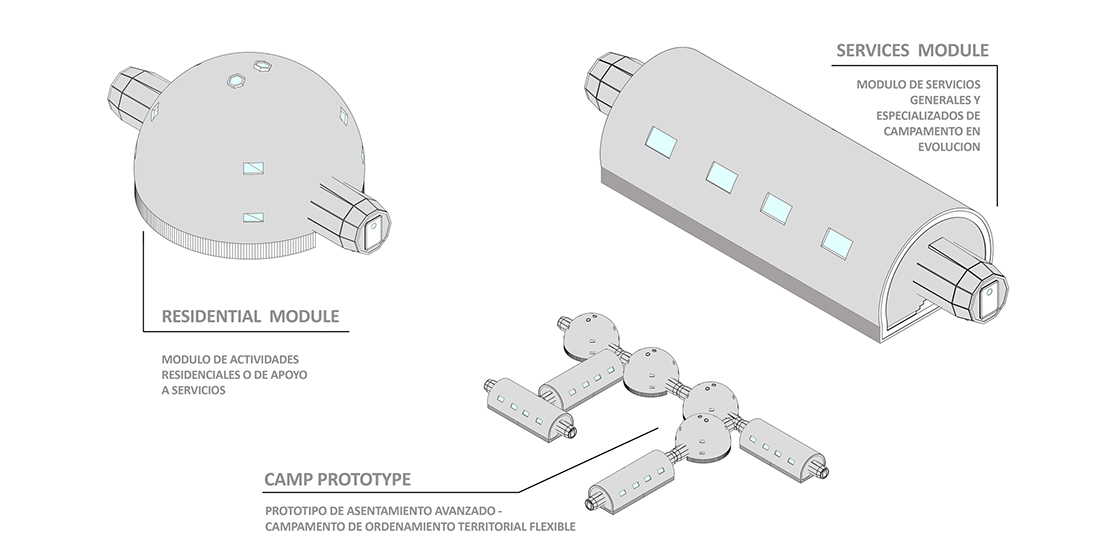 SERVICES MODULE
MODULO DE SERVICIOS
GENERALES Y
ESPECIALIZADOS DE
CAMPAMENTO EN
EVOLUCION
RESIDENTIAL MODULE
MODULO DE ACTIVIDADES
RESIDENCIALES O DE APOYO
A SERVICIOS
CAMP PROTOTYPE
PROTOTIPO DE ASENTAMIENTO AVANZADO -
CAMPAMENTO DE ORDENAMIENTO TERRITORIAL FLEXIBLE